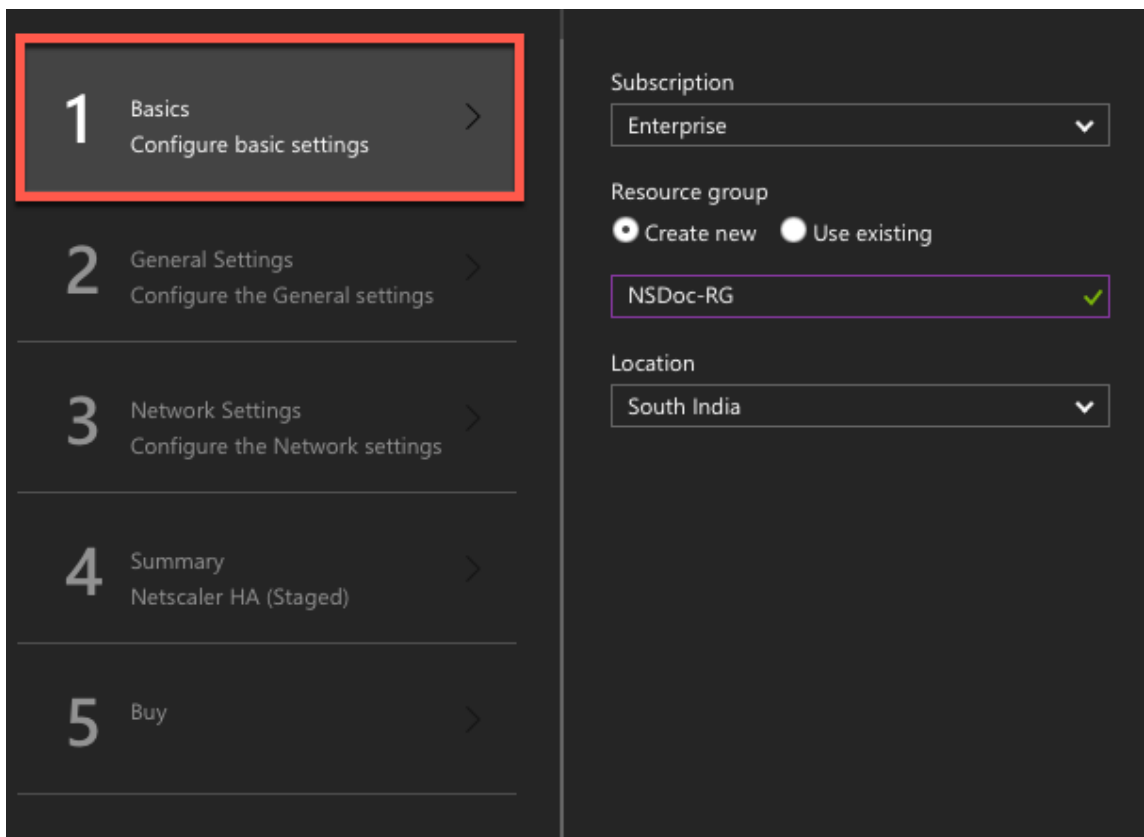 1
Basics
Configure basic settings
2
General Settings
Configure the General settings
3
Network Settings
Configure the Network settings
4
Summary
Netscaler HA (Staged)
5
Buy
Subscription
Enterprise
Resource group
Create new Use existing
NSDoc-RG
Location
South India